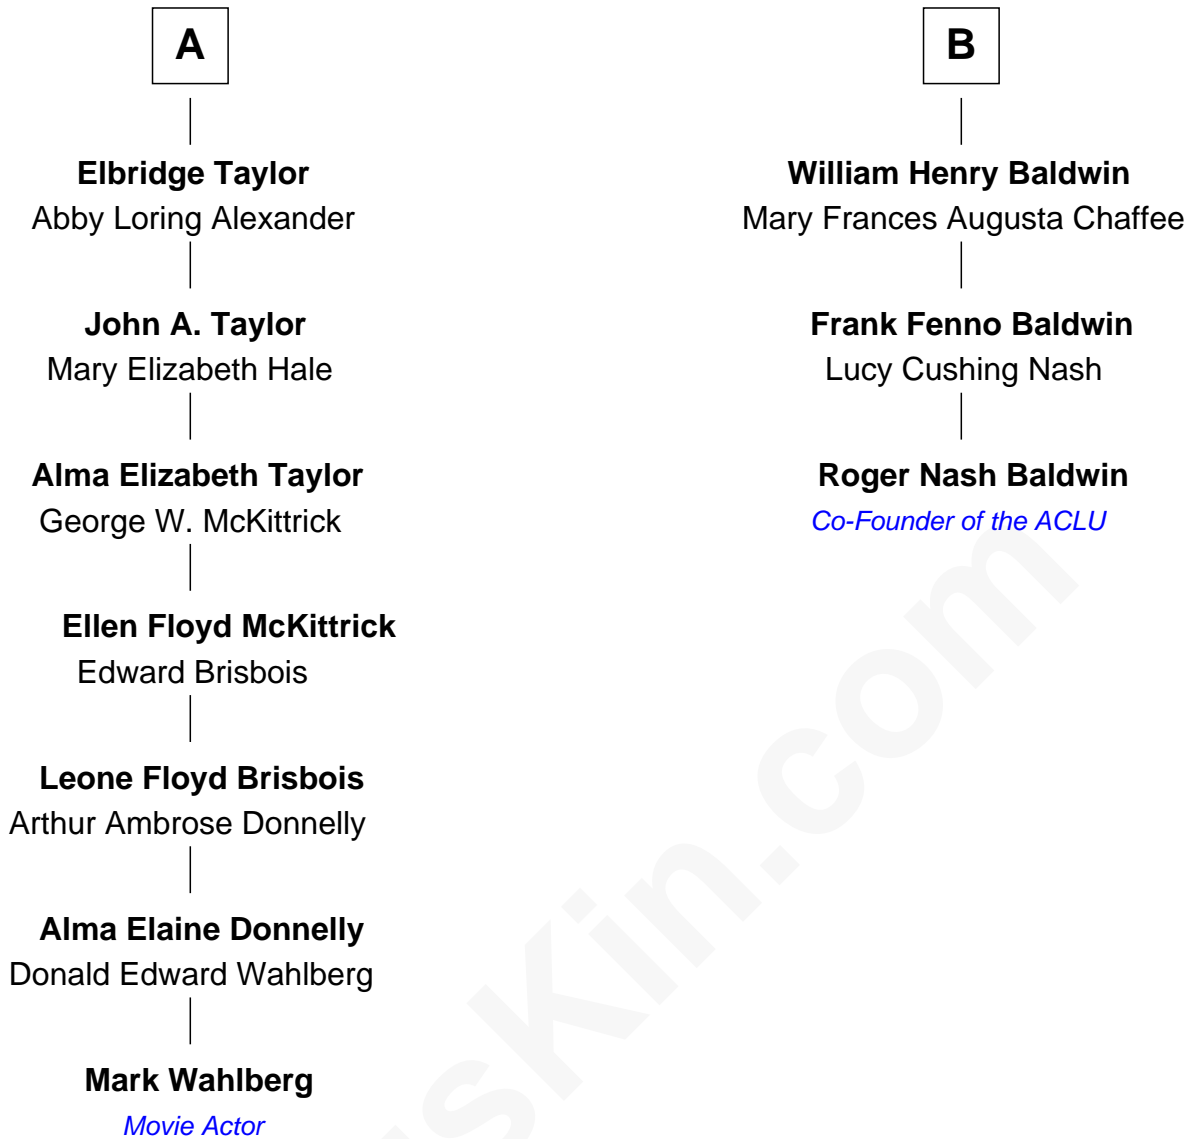 A
Elbridge Taylor
Abby Loring Alexander
John A. Taylor
Mary Elizabeth Hale
Alma Elizabeth Taylor
George W. McKittrick
Ellen Floyd McKittrick
Edward Brisbois
Leone Floyd Brisbois
Arthur Ambrose Donnelly
Alma Elaine Donnelly
Donald Edward Wahlberg
Mark Wahlberg
Movie Actor
B
William Henry Baldwin
Mary Frances Augusta Chaffee
Frank Fenno Baldwin
Lucy Cushing Nash
Roger Nash Baldwin
Co-Founder of the ACLU
sKin.com